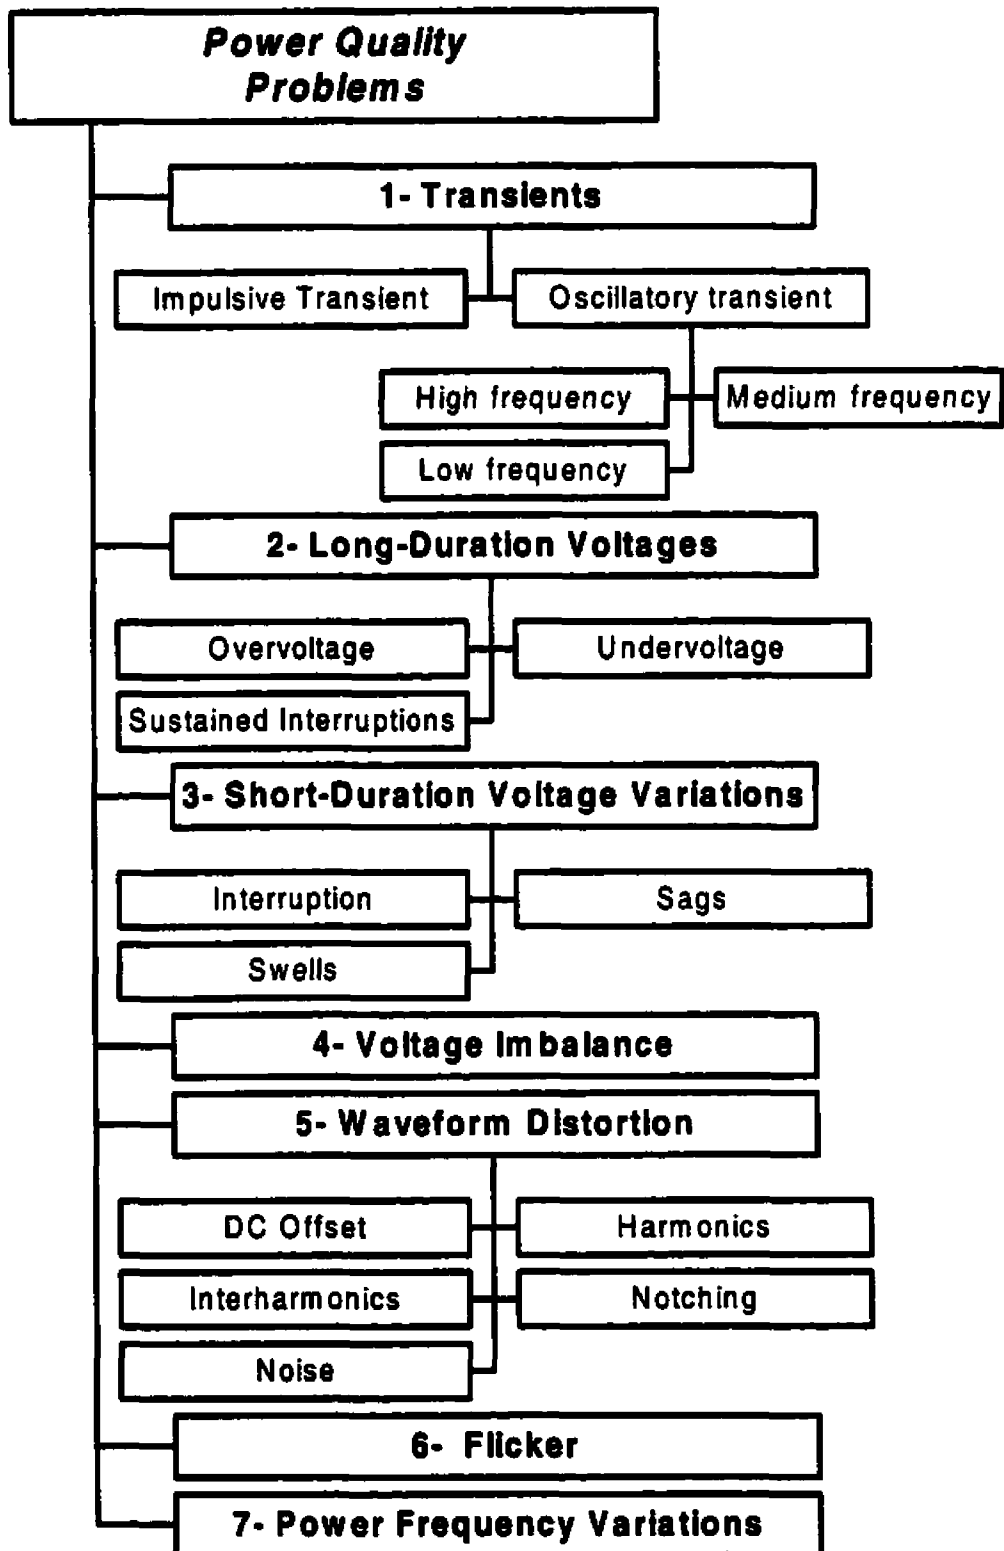 Power Quality
Problems
1- Transients
Impulsive Transient
Oscillatory transient
High frequency
Medium frequency
Low frequency
2- Long-Duration Voltages
Overvoltage
Undervoltage
Sustained Interruptions
3- Short-Duration Voltage Variations
Interruption
Sags
Swells
4- Voltage Imbalance
5- Waveform Distortion
DC Offset
Harmonics
Interharmonics
Notching
Noise
6- Flicker
7- Power Frequency Variations